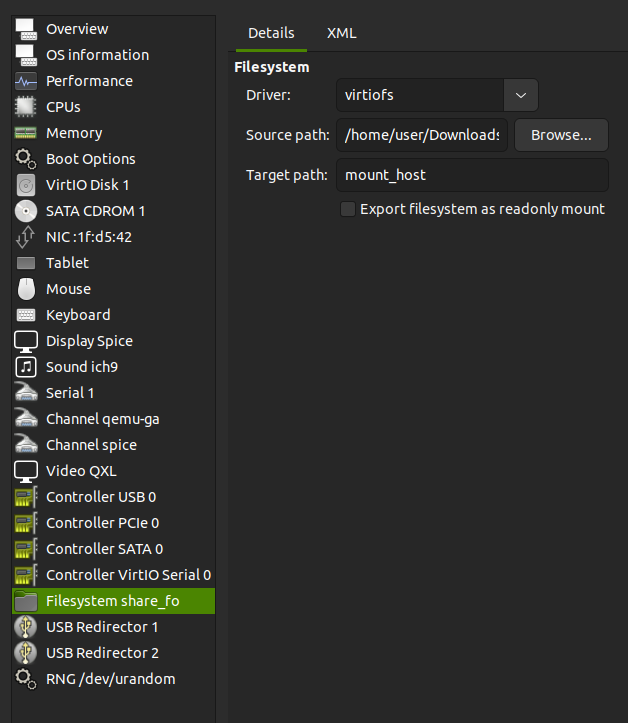 Overview
OS information
Performance
CPUs
Memory
Boot Options
VirtIO Disk 1
SATA CDROM 1
NIC :1f:d5:42
Tablet
Mouse
Keyboard
Display Spice
Sound ich9
Serial 1
Channel qemu-ga
Channel spice
Video QXL
Controller USB 0
Controller PCIe 0
Controller SATA 0
Controller VirtIO Serial 0
Filesystem share_fo
USB Redirector 1
USB Redirector 2
RNG /dev/urandom
Details XML
Filesystem
Driver: virtiofs
Source path: /home/user/Downloads Browse...
Target path: mount_host
Export filesystem as readonly mount